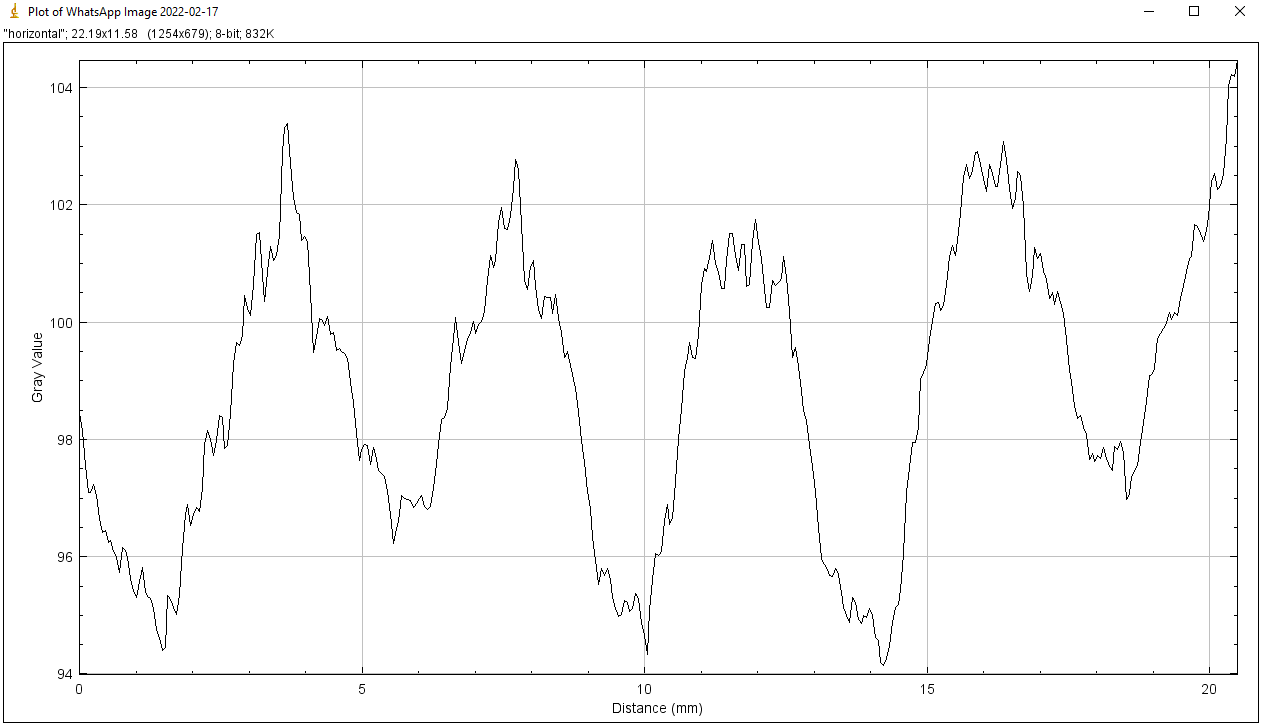 Plot of WhatsApp Image 2022-02-17
"horizontal"; 22.19x11.58 (1254x679); 8-bit; 832K
104
102
100
98
96
94
Gray Value
0 5 10 15 20
Distance (mm)